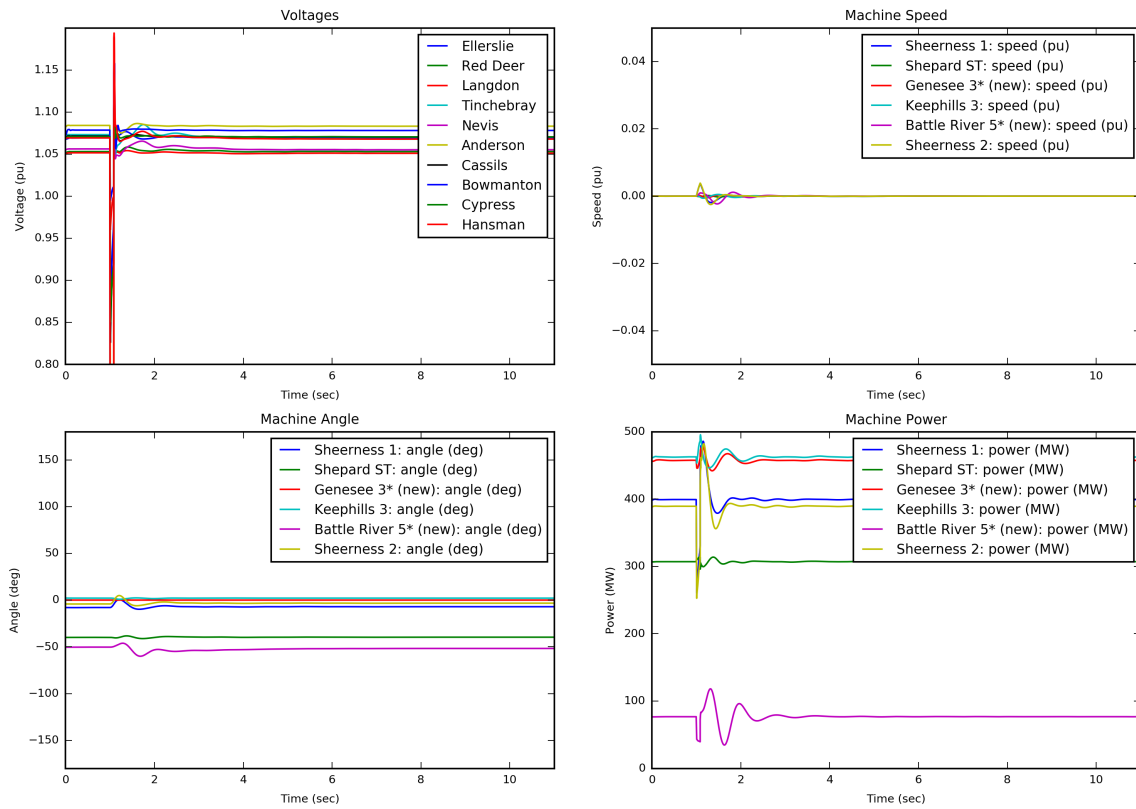 Voltages
Voltage (pu)
1.15
1.10
1.05
1.00
0.95
0.90
0.85
0.80
0
2
4
6
8
10
Time (sec)
Ellerslie
Red Deer
Langdon
Tinchebray
Nevis
Anderson
Cassils
Bowmanton
Cypress
Hansman
Machine Speed
Speed (pu)
0.04
0.02
0.00
−0.02
−0.04
0
2
4
6
8
10
Time (sec)
Sheerness 1: speed (pu)
Shepard ST: speed (pu)
Genesee 3* (new): speed (pu)
Keephills 3: speed (pu)
Battle River 5* (new): speed (pu)
Sheerness 2: speed (pu)
Machine Angle
Angle (deg)
150
100
50
0
−50
−100
−150
0
2
4
6
8
10
Time (sec)
Sheerness 1: angle (deg)
Shepard ST: angle (deg)
Genesee 3* (new): angle (deg)
Keephills 3: angle (deg)
Battle River 5* (new): angle (deg)
Sheerness 2: angle (deg)
Machine Power
Power (MW)
500
400
300
200
100
0
0
2
4
6
8
10
Time (sec)
Sheerness 1: power (MW)
Shepard ST: power (MW)
Genesee 3* (new): power (MW)
Keephills 3: power (MW)
Battle River 5* (new): power (MW)
Sheerness 2: power (MW)